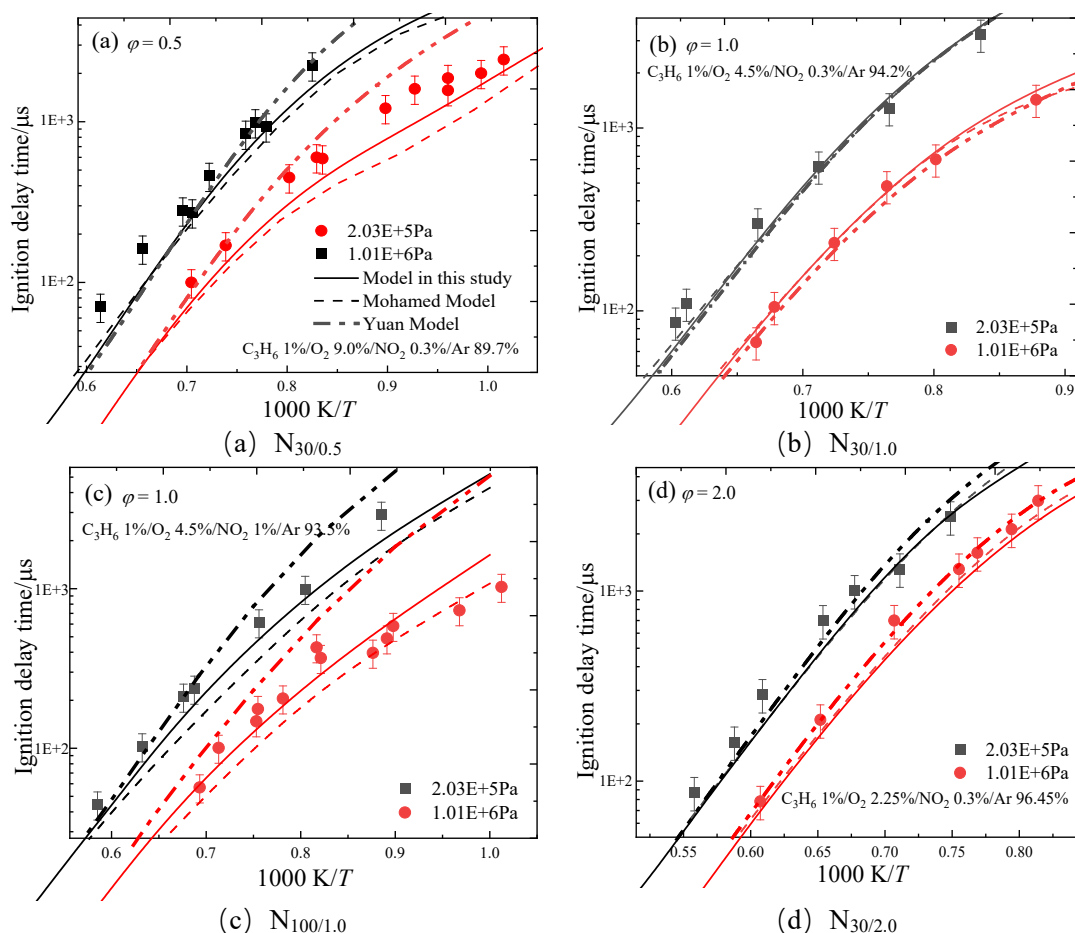 (a) φ = 0.5
Ignition delay time/μs
1E+3
1E+2
2.03E+5Pa
1.01E+6Pa
Model in this study
Mohamed Model
Yuan Model
C₃H₆ 1%/O₂ 9.0%/NO₂ 0.3%/Ar 89.7%
0.6 0.7 0.8 0.9 1.0
1000 K/T
(a) N30/0.5
(b) φ = 1.0
C₃H₆ 1%/O₂ 4.5%/NO₂ 0.3%/Ar 94.2%
Ignition delay time/μs
1E+3
1E+2
2.03E+5Pa
1.01E+6Pa
0.6 0.7 0.8 0.9
1000 K/T
(b) N30/1.0
(c) φ = 1.0
C₃H₆ 1%/O₂ 4.5%/NO₂ 1%/Ar 93.5%
Ignition delay time/μs
1E+3
1E+2
2.03E+5Pa
1.01E+6Pa
0.6 0.7 0.8 0.9 1.0
1000 K/T
(c) N100/1.0
(d) φ = 2.0
Ignition delay time/μs
1E+3
1E+2
2.03E+5Pa
1.01E+6Pa
C₃H₆ 1%/O₂ 2.25%/NO₂ 0.3%/Ar 96.45%
0.55 0.60 0.65 0.70 0.75 0.80
1000 K/T
(d) N30/2.0